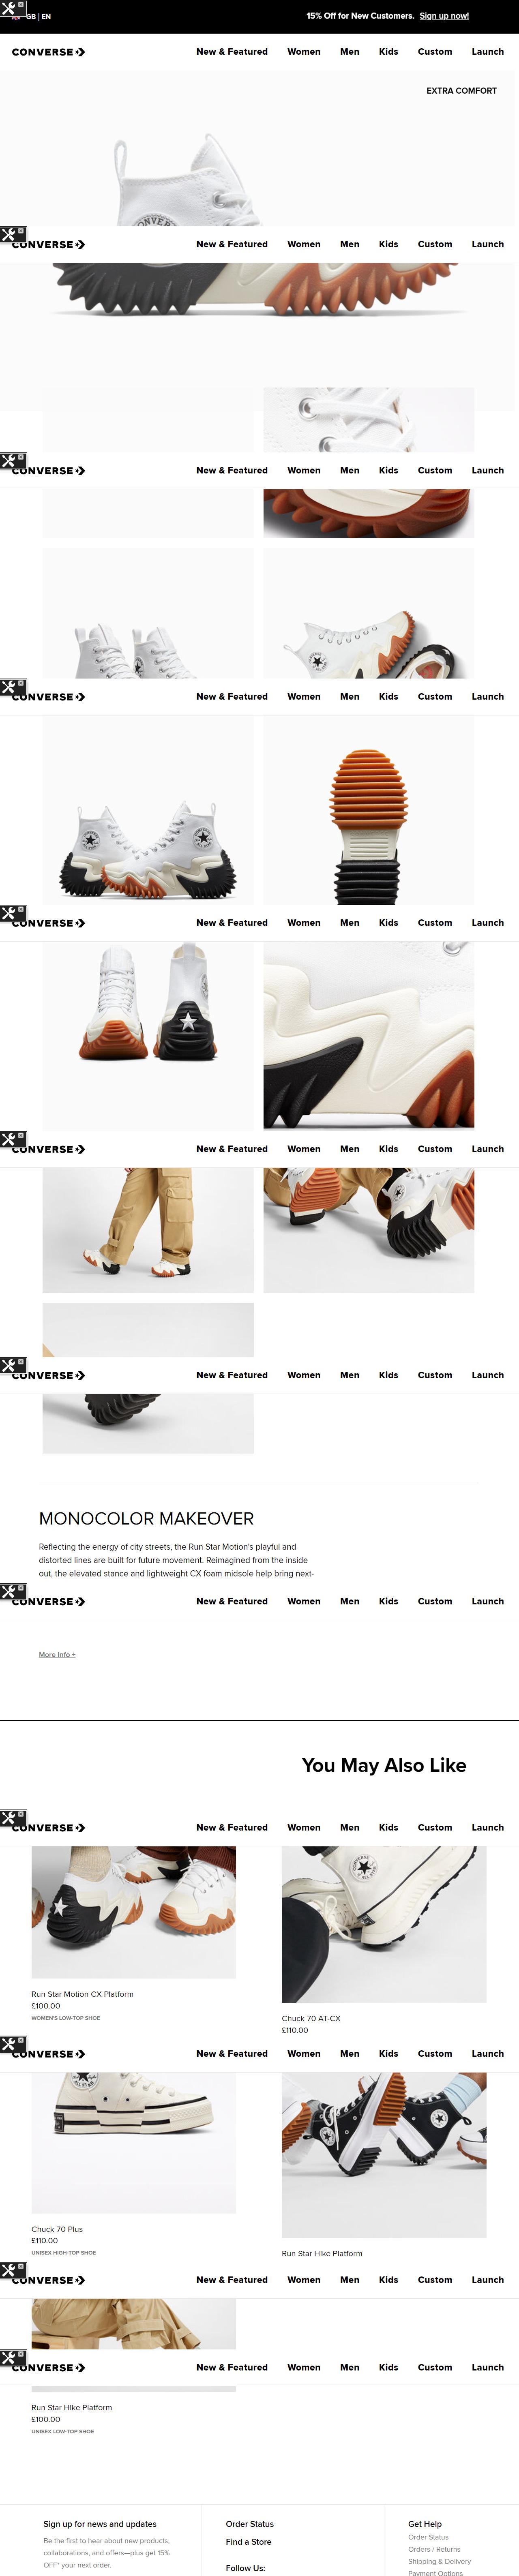 GB | EN
15% Off for New Customers. Sign up now!
CONVERSE
New & Featured Women Men Kids Custom Launch
EXTRA COMFORT
CONVERSE
New & Featured Women Men Kids Custom Launch
CONVERSE
New & Featured Women Men Kids Custom Launch
CONVERSE
New & Featured Women Men Kids Custom Launch
CONVERSE
New & Featured Women Men Kids Custom Launch
CONVERSE
New & Featured Women Men Kids Custom Launch
CONVERSE
New & Featured Women Men Kids Custom Launch
MONOCOLOR MAKEOVER
Reflecting the energy of city streets, the Run Star Motion's playful and
distorted lines are built for future movement. Reimagined from the inside
out, the elevated stance and lightweight CX foam midsole help bring next-
CONVERSE
New & Featured Women Men Kids Custom Launch
More Info +
You May Also Like
CONVERSE
New & Featured Women Men Kids Custom Launch
Run Star Motion CX Platform
£100.00
WOMEN'S LOW-TOP SHOE
Chuck 70 AT-CX
£110.00
CONVERSE
New & Featured Women Men Kids Custom Launch
Chuck 70 Plus
£110.00
UNISEX HIGH-TOP SHOE
Run Star Hike Platform
CONVERSE
New & Featured Women Men Kids Custom Launch
CONVERSE
New & Featured Women Men Kids Custom Launch
Run Star Hike Platform
£100.00
UNISEX LOW-TOP SHOE
Sign up for news and updates
Be the first to hear about new products,
collaborations, and offers—plus get 15%
OFF* your next order.
Order Status
Find a Store
Follow Us:
Get Help
Order Status
Orders / Returns
Shipping & Delivery
Payment Options